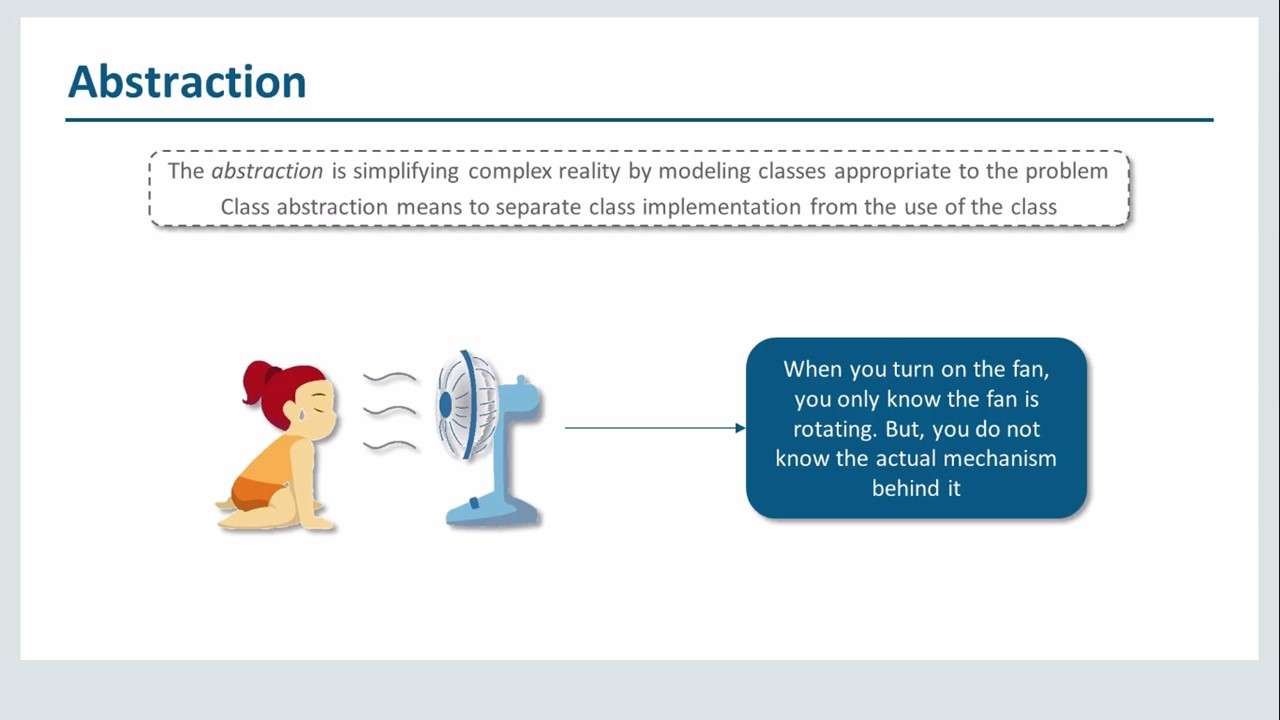 Abstraction
The abstraction is simplifying complex reality by modeling classes appropriate to the problem
Class abstraction means to separate class implementation from the use of the class
When you turn on the fan,
you only know the fan is
rotating. But, you do not
know the actual mechanism
behind it